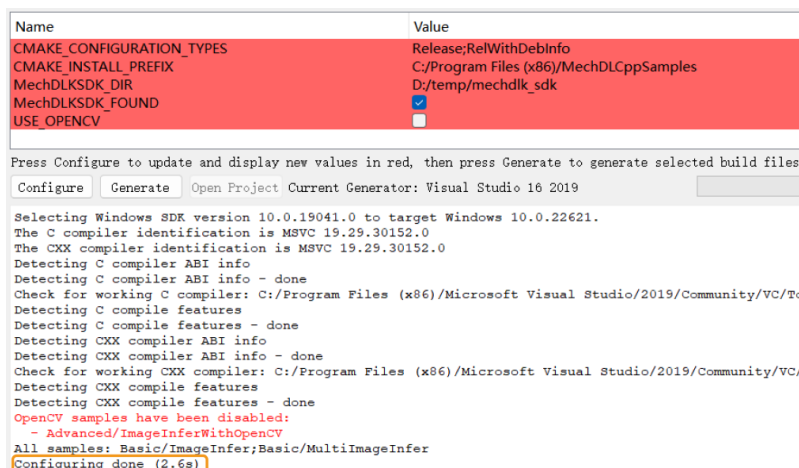 Name Value
CMAKE_CONFIGURATION_TYPES Release;RelWithDebInfo
CMAKE_INSTALL_PREFIX C:/Program Files (x86)/MechDLCppSamples
MechDLKSDK_DIR D:/temp/mechdlk_sdk
MechDLKSDK_FOUND
USE_OPENCV
Press Configure to update and display new values in red, then press Generate to generate selected build files
Configure Generate Open Project Current Generator: Visual Studio 16 2019
Selecting Windows SDK version 10.0.19041.0 to target Windows 10.0.22621.
The C compiler identification is MSVC 19.29.30152.0
The CXX compiler identification is MSVC 19.29.30152.0
Detecting C compiler ABI info
Detecting C compiler ABI info - done
Check for working C compiler: C:/Program Files (x86)/Microsoft Visual Studio/2019/Community/VC/To
Detecting C compile features
Detecting C compile features - done
Detecting CXX compiler ABI info
Detecting CXX compiler ABI info - done
Check for working CXX compiler: C:/Program Files (x86)/Microsoft Visual Studio/2019/Community/VC/
Detecting CXX compile features
Detecting CXX compile features - done
OpenCV samples have been disabled:
- Advanced/ImageInferWithOpenCV
All samples: Basic/ImageInfer;Basic/MultiImageInfer
Configuring done (2.6s)